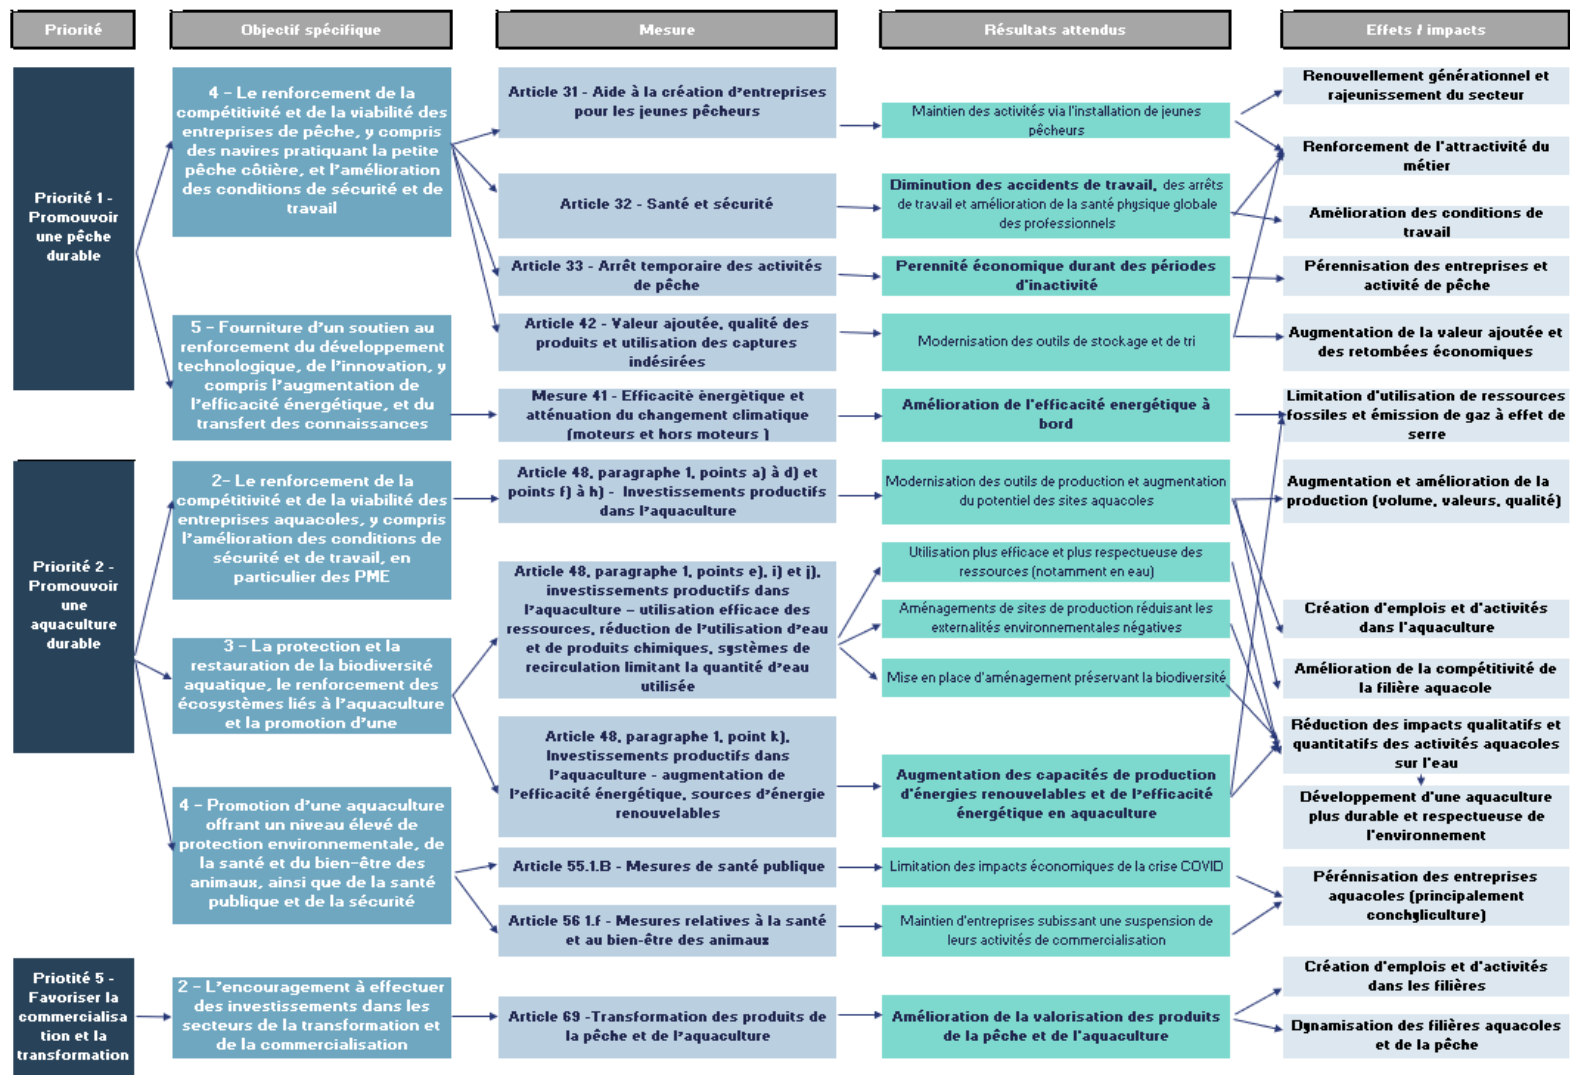 Priorité
Objectif spécifique
Mesure
Résultats attendus
Effets / impacts
Priorité 1 -
Promouvoir
une pêche
durable
4 – Le renforcement de la
compétitivité et de la viabilité des
entreprises de pêche, y compris
des navires pratiquant la petite
pêche côtière, et l'amélioration
des conditions de sécurité et de
travail
5 – Fourniture d'un soutien au
renforcement du développement
technologique, de l'innovation, y
compris l'augmentation de
l'efficacité énergétique, et du
transfert des connaissances
Article 31 - Aide à la création d'entreprises
pour les jeunes pêcheurs
Article 32 - Santé et sécurité
Article 33 - Arrêt temporaire des activités
de pêche
Article 42 - Valeur ajoutée, qualité des
produits et utilisation des captures
indésirées
Mesure 41 - Efficacité énergétique et
atténuation du changement climatique
(moteurs et hors moteurs )
Maintien des activités via l'installation de jeunes
pêcheurs
Diminution des accidents de travail, des arrêts
de travail et amélioration de la santé physique globale
des professionnels
Perennité économique durant des périodes
d'inactivité
Modernisation des outils de stockage et de tri
Amélioration de l'efficacité energétique à
bord
Renouvellement générationnel et
rajeunissement du secteur
Renforcement de l'attractivité du
métier
Amélioration des conditions de
travail
Pérennisation des entreprises et
activité de pêche
Augmentation de la valeur ajoutée et
des retombées économiques
Limitation d'utilisation de ressources
fossiles et émission de gaz à effet de
serre
Priorité 2 -
Promouvoir
une
aquaculture
durable
2– Le renforcement de la
compétitivité et de la viabilité des
entreprises aquacoles, y compris
l'amélioration des conditions de
sécurité et de travail, en
particulier des PME
3 – La protection et la
restauration de la biodiversité
aquatique, le renforcement des
écosystèmes liés à l'aquaculture
et la promotion d'une
4 – Promotion d'une aquaculture
offrant un niveau élevé de
protection environnementale, de
la santé et du bien–être des
animaux, ainsi que de la santé
publique et de la sécurité
Article 48, paragraphe 1, points a) à d) et
points f) à h) - Investissements productifs
dans l'aquaculture
Article 48, paragraphe 1, points e), i) et j),
investissements productifs dans
l'aquaculture – utilisation efficace des
ressources, réduction de l'utilisation d'eau
et de produits chimiques, systèmes de
recirculation limitant la quantité d'eau
utilisée
Article 48, paragraphe 1, point k),
Investissements productifs dans
l'aquaculture - augmentation de
l'efficacité énergétique, sources d'énergie
renouvelables
Article 55.1.B - Mesures de santé publique
Article 56 1.f - Mesures relatives à la santé
et au bien-être des animaux
Modernisation des outils de production et augmentation
du potentiel des sites aquacoles
Utilisation plus efficace et plus respectueuse des
ressources (notamment en eau)
Aménagements de sites de production réduisant les
externalités environnementales négatives
Mise en place d'aménagement préservant la biodiversité
Augmentation des capacités de production
d'énergies renouvelables et de l'efficacité
énergétique en aquaculture
Limitation des impacts économiques de la crise COVID
Maintien d'entreprises subissant une suspension de
leurs activités de commercialisation
Augmentation et amélioration de la
production (volume, valeurs, qualité)
Création d'emplois et d'activités
dans l'aquaculture
Amélioration de la compétitivité de
la filière aquacole
Réduction des impacts qualitatifs et
quantitatifs des activités aquacoles
sur l'eau
Développement d'une aquaculture
plus durable et respectueuse de
l'environnement
Pérénnisation des entreprises
aquacoles (principalement
conchyliculture)
Priotité 5 -
Favoriser la
commercialisa
tion et la
transformation
2 – L'encouragement à effectuer
des investissements dans les
secteurs de la transformation et
de la commercialisation
Article 69 -Transformation des produits de
la pêche et de l'aquaculture
Amélioration de la valorisation des produits
de la pêche et de l'aquaculture
Création d'emplois et d'activités
dans les filières
Dynamisation des filières aquacoles
et de la pêche